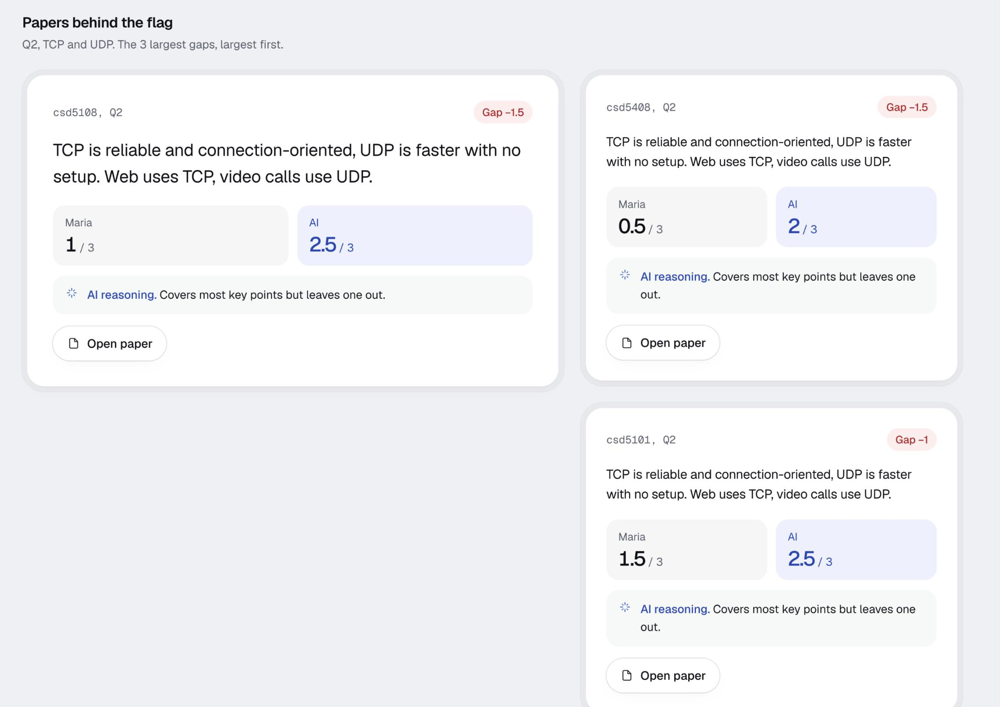 Papers behind the flag
Q2, TCP and UDP. The 3 largest gaps, largest first.
csd5108, Q2
Gap −1.5
TCP is reliable and connection-oriented, UDP is faster with no
setup. Web uses TCP, video calls use UDP.
Maria
1 / 3
AI
2.5 / 3
AI reasoning. Covers most key points but leaves one out.
Open paper
csd5408, Q2
Gap −1.5
TCP is reliable and connection-oriented, UDP is faster
with no setup. Web uses TCP, video calls use UDP.
Maria
0.5 / 3
AI
2 / 3
AI reasoning. Covers most key points but leaves one
out.
Open paper
csd5101, Q2
Gap −1
TCP is reliable and connection-oriented, UDP is faster
with no setup. Web uses TCP, video calls use UDP.
Maria
1.5 / 3
AI
2.5 / 3
AI reasoning. Covers most key points but leaves one
out.
Open paper